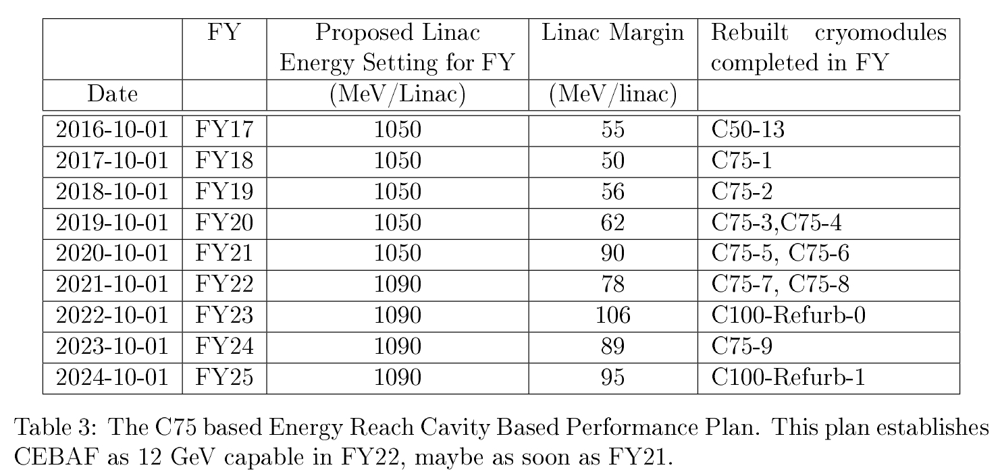 FY Proposed Linac Linac Margin Rebuilt cryomodules
Energy Setting for FY completed in FY
Date (MeV/Linac) (MeV/linac)
2016-10-01 FY17 1050 55 C50-13
2017-10-01 FY18 1050 50 C75-1
2018-10-01 FY19 1050 56 C75-2
2019-10-01 FY20 1050 62 C75-3,C75-4
2020-10-01 FY21 1050 90 C75-5, C75-6
2021-10-01 FY22 1090 78 C75-7, C75-8
2022-10-01 FY23 1090 106 C100-Refurb-0
2023-10-01 FY24 1090 89 C75-9
2024-10-01 FY25 1090 95 C100-Refurb-1
Table 3: The C75 based Energy Reach Cavity Based Performance Plan. This plan establishes
CEBAF as 12 GeV capable in FY22, maybe as soon as FY21.